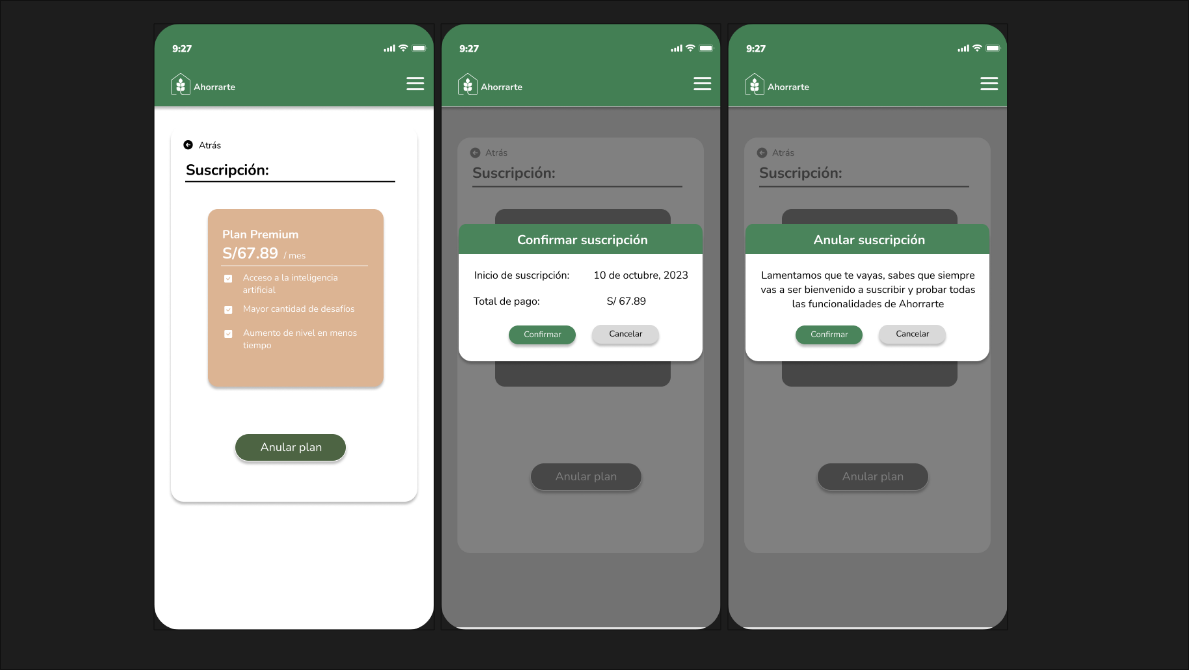 9:27
Ahorrarte
Atrás
Suscripción:
Plan Premium
S/67.89 / mes
Acceso a la inteligencia
artificial
Mayor cantidad de desafíos
Aumento de nivel en menos
tiempo
Anular plan
9:27
Ahorrarte
Atrás
Suscripción:
Confirmar suscripción
Inicio de suscripción: 10 de octubre, 2023
Total de pago: S/ 67.89
Confirmar Cancelar
Anular plan
9:27
Ahorrarte
Atrás
Suscripción:
Anular suscripción
Lamentamos que te vayas, sabes que siempre
vas a ser bienvenido a suscribir y probar todas
las funcionalidades de Ahorrarte
Confirmar Cancelar
Anular plan